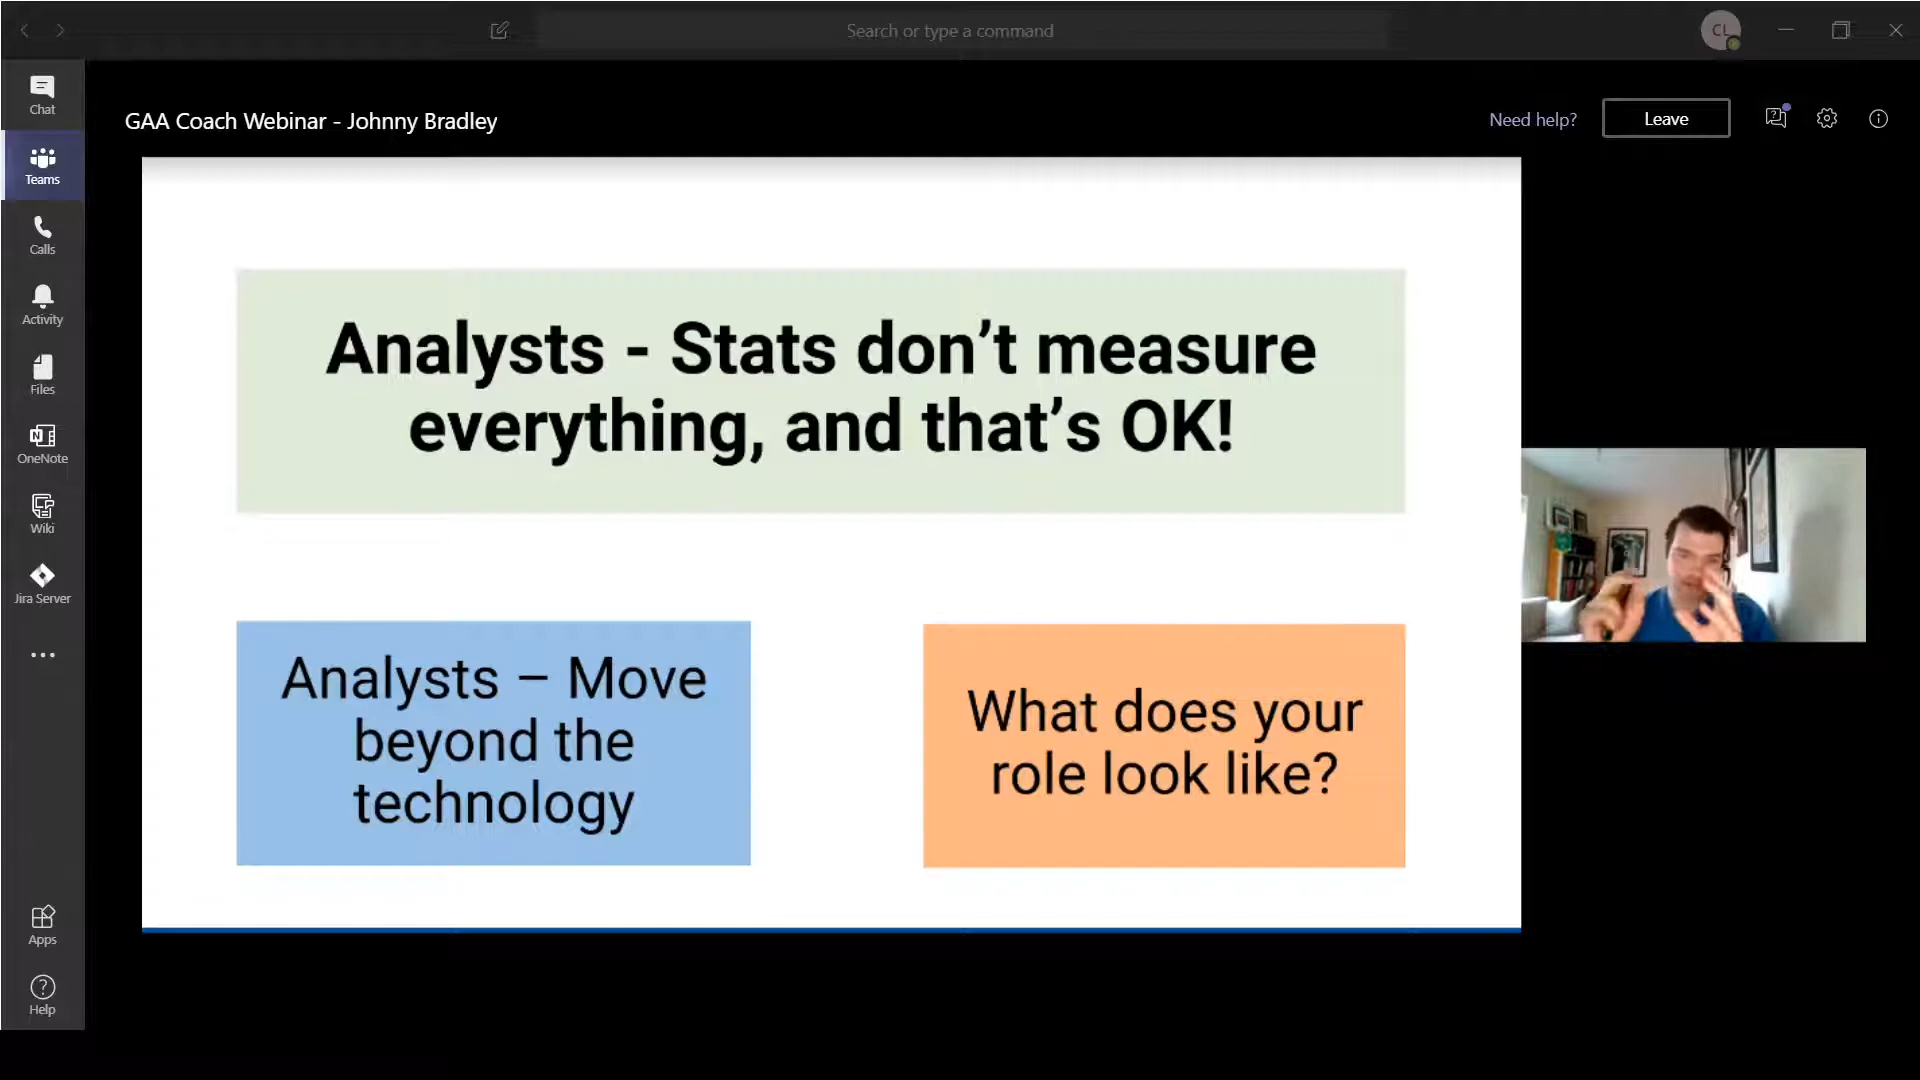 Search or type a command
CL
Chat
Teams
Calls
Activity
Files
OneNote
Wiki
Jira Server
Apps
Help
GAA Coach Webinar - Johnny Bradley
Need help?
Leave
Analysts - Stats don’t measure
everything, and that’s OK!
Analysts – Move
beyond the
technology
What does your
role look like?